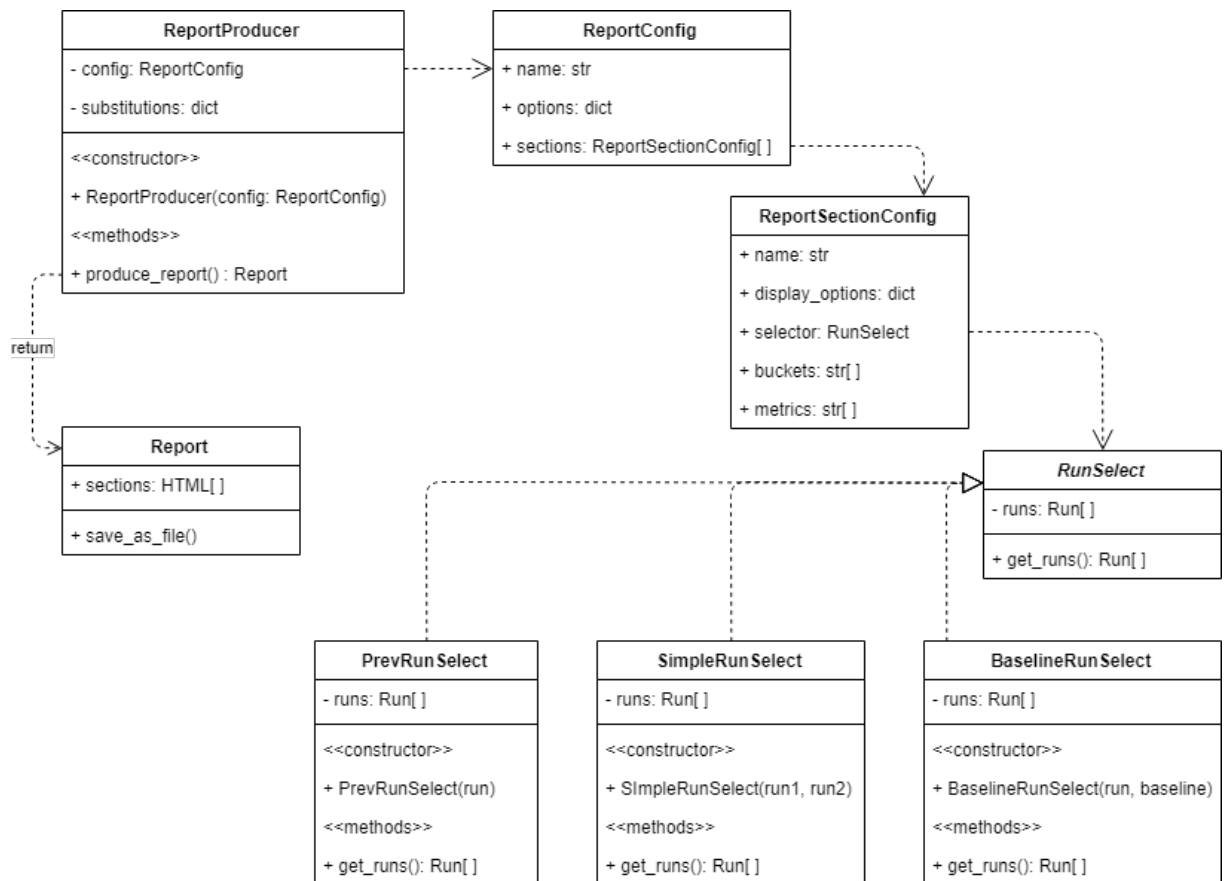 ReportProducer
- config: ReportConfig
- substitutions: dict
<<constructor>>
+ ReportProducer(config: ReportConfig)
<<methods>>
+ produce_report() : Report
ReportConfig
+ name: str
+ options: dict
+ sections: ReportSectionConfig[ ]
ReportSectionConfig
+ name: str
+ display_options: dict
+ selector: RunSelect
+ buckets: str[ ]
+ metrics: str[ ]
return
Report
+ sections: HTML[ ]
+ save_as_file()
RunSelect
- runs: Run[ ]
+ get_runs(): Run[ ]
PrevRunSelect
- runs: Run[ ]
<<constructor>>
+ PrevRunSelect(run)
<<methods>>
+ get_runs(): Run[ ]
SimpleRunSelect
- runs: Run[ ]
<<constructor>>
+ SImpleRunSelect(run1, run2)
<<methods>>
+ get_runs(): Run[ ]
BaselineRunSelect
- runs: Run[ ]
<<constructor>>
+ BaselineRunSelect(run, baseline)
<<methods>>
+ get_runs(): Run[ ]